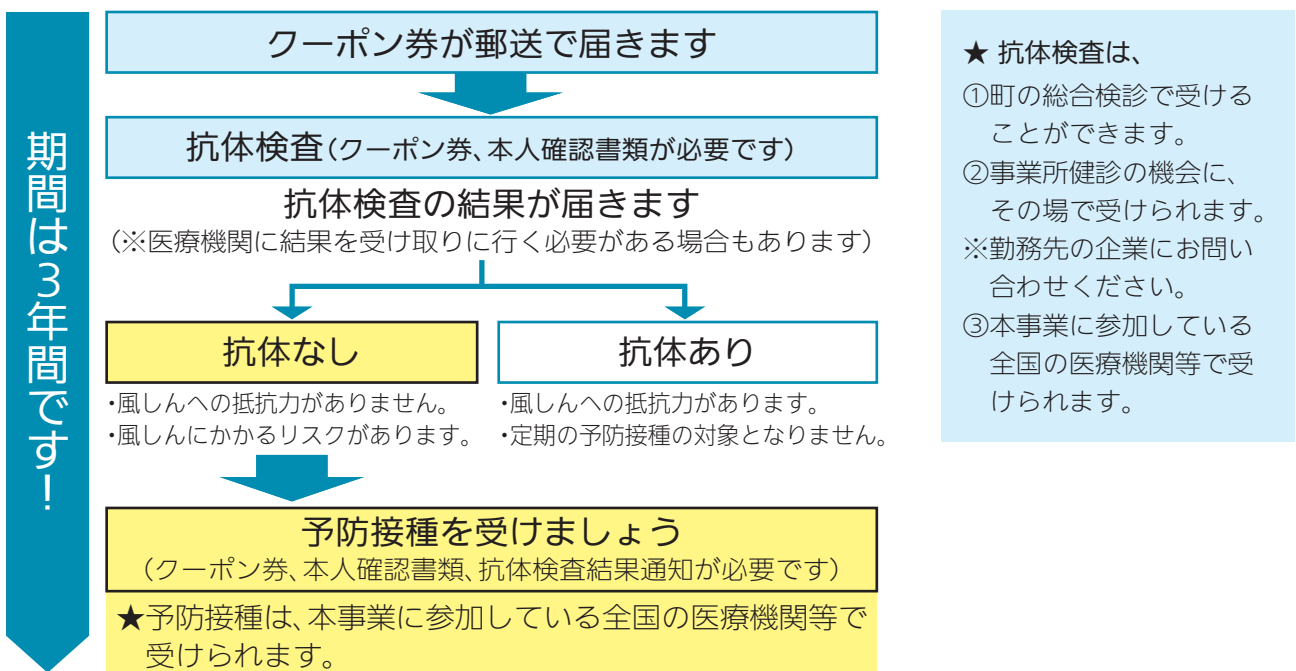 期間は3年間です！
クーポン券が郵送で届きます
抗体検査（クーポン券、本人確認書類が必要です）
抗体検査の結果が届きます
（※医療機関に結果を受け取りに行く必要がある場合もあります）
抗体なし
・風しんへの抵抗力がありません。
・風しんにかかるリスクがあります。
抗体あり
・風しんへの抵抗力があります。
・定期の予防接種の対象となりません。
予防接種を受けましょう
（クーポン券、本人確認書類、抗体検査結果通知が必要です）
★予防接種は、本事業に参加している全国の医療機関等で
受けられます。
★ 抗体検査は、
①町の総合検診で受ける
ことができます。
②事業所健診の機会に、
その場で受けられます。
※勤務先の企業にお問い
合わせください。
③本事業に参加している
全国の医療機関等で受
けられます。